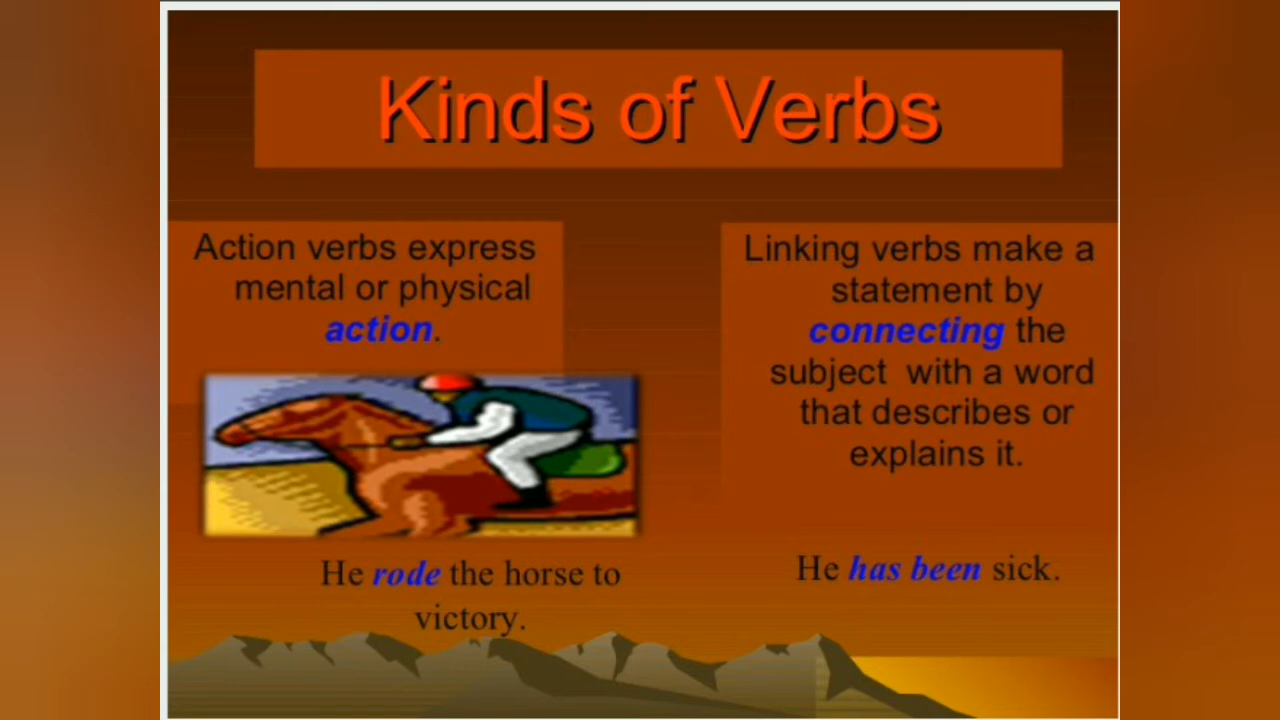 Kinds of Verbs
Action verbs express
mental or physical
action.
He rode the horse to
victory.
Linking verbs make a
statement by
connecting the
subject with a word
that describes or
explains it.
He has been sick.